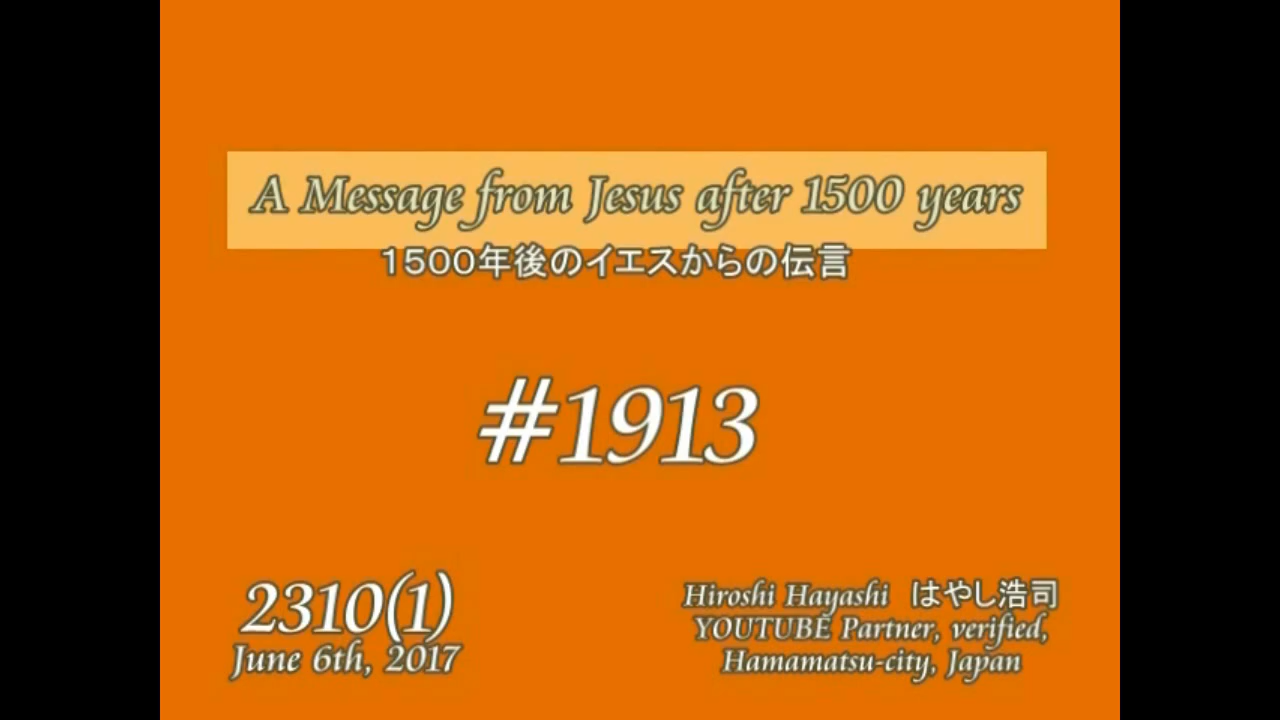 A Message from Jesus after 1500 years
1500年後のイエスからの伝言
#1913
2310(1)
June 6th, 2017
Hiroshi Hayashi はやし浩司
YOUTUBE Partner, verified,
Hamamatsu-city, Japan